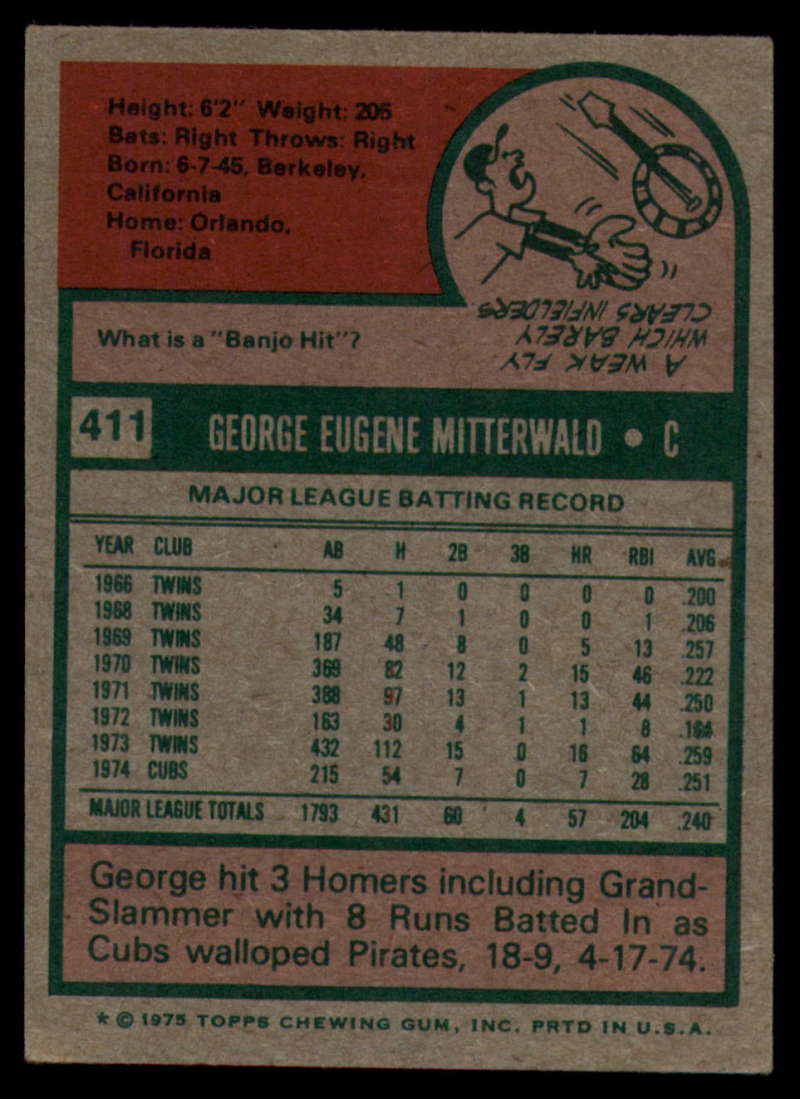 Height: 6'2" Weight: 205
Bats: Right Throws: Right
Born: 6-7-45, Berkeley,
California
Home: Orlando,
Florida
What is a "Banjo Hit"?
A WEAK FLY
WHICH BARELY
CLEARS INFIELDERS
411 GEORGE EUGENE MITTERWALD • C
MAJOR LEAGUE BATTING RECORD
YEAR CLUB AB H 2B 3B HR RBI AVG
1966 TWINS 5 1 0 0 0 0 .200
1968 TWINS 34 7 1 0 0 1 .206
1969 TWINS 187 48 8 0 5 13 .257
1970 TWINS 369 82 12 2 15 46 .222
1971 TWINS 388 97 13 1 13 44 .250
1972 TWINS 163 30 4 1 1 8 .184
1973 TWINS 432 112 15 0 16 64 .259
1974 CUBS 215 54 7 0 7 28 .251
MAJOR LEAGUE TOTALS 1793 431 60 4 57 204 .240
George hit 3 Homers including Grand-
Slammer with 8 Runs Batted In as
Cubs walloped Pirates, 18-9, 4-17-74.
* © 1975 TOPPS CHEWING GUM, INC. PRTD IN U.S.A.